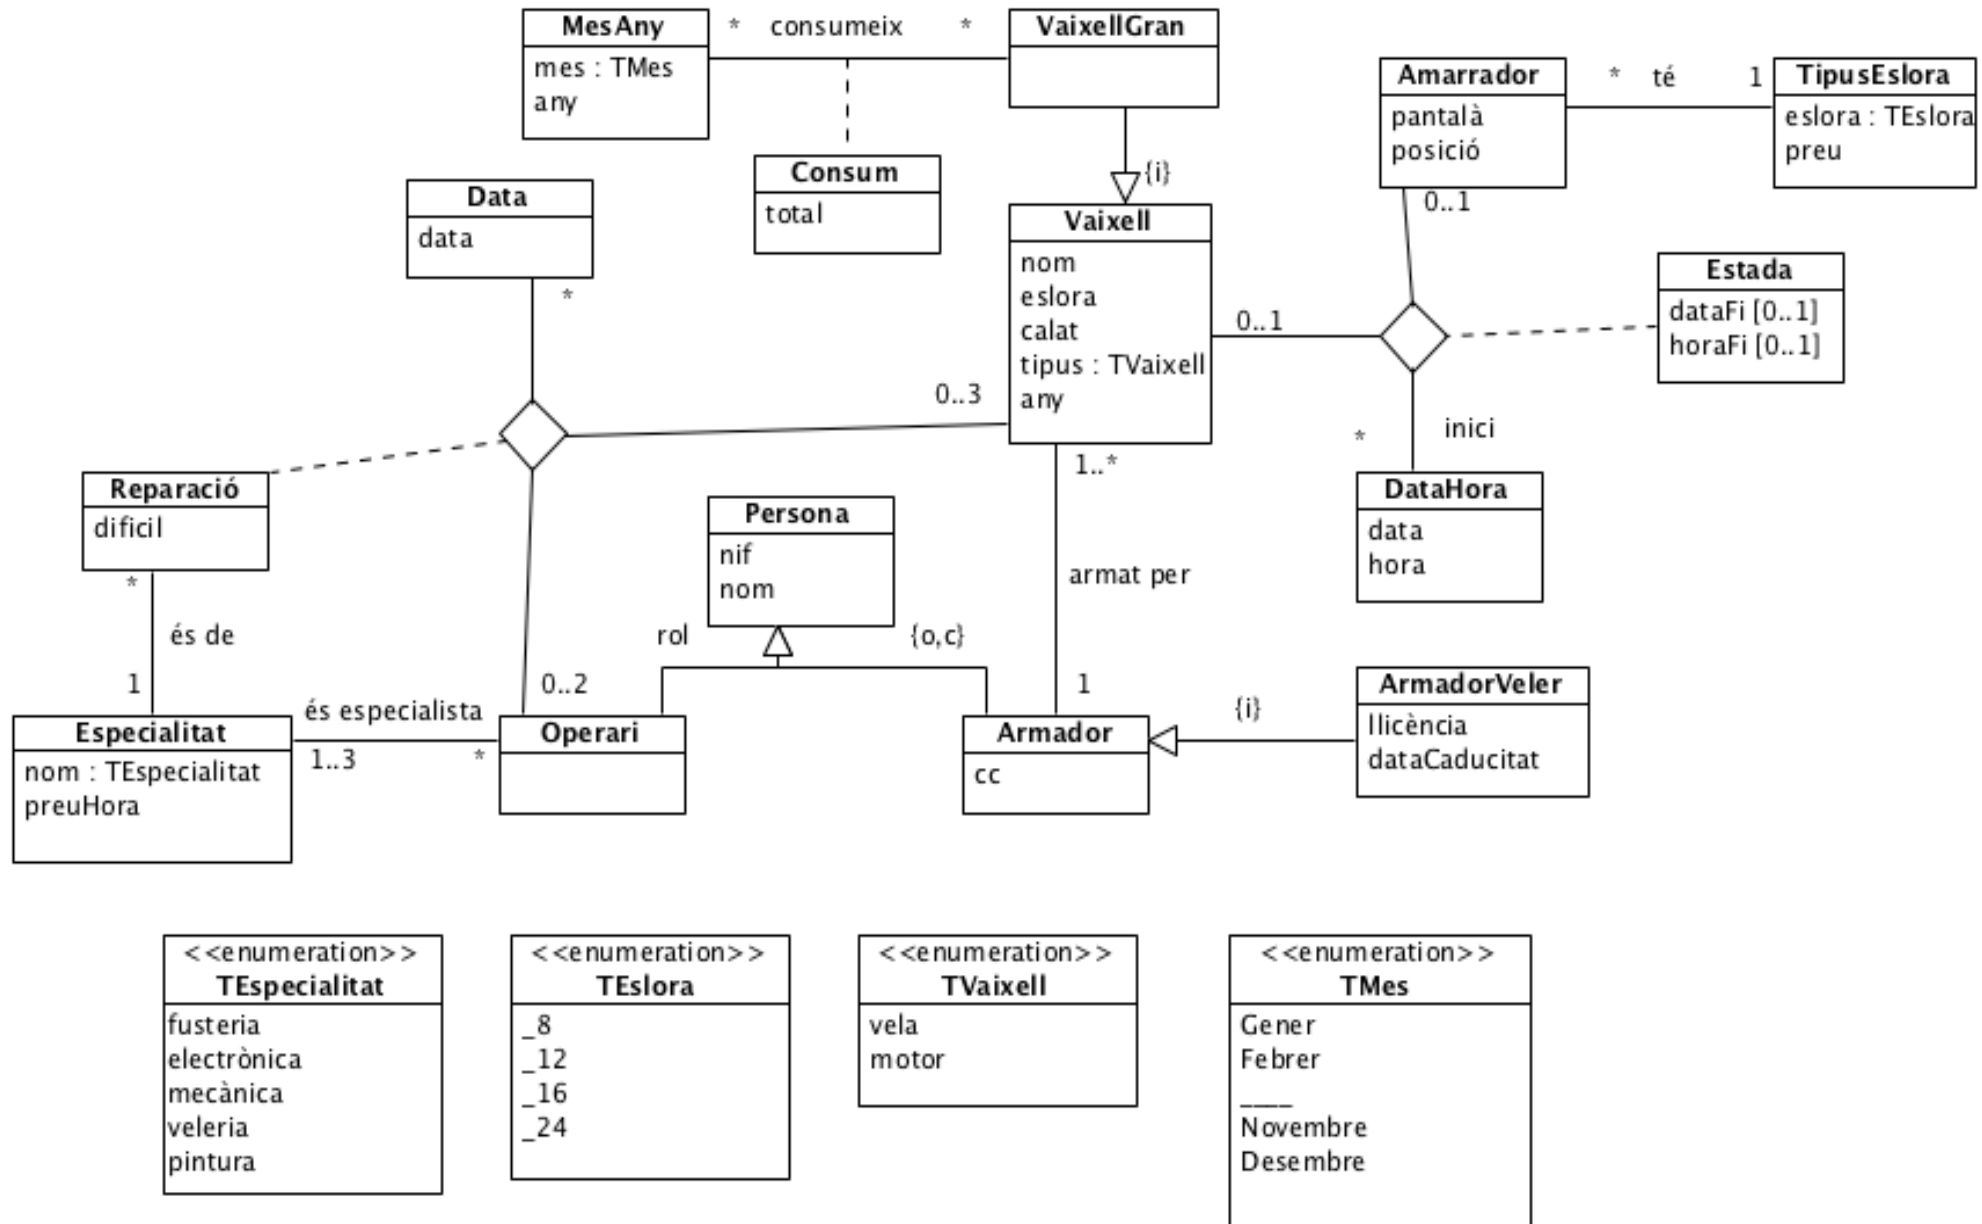 MesAny
mes : TMes
any
* consumeix *
VaixellGran
Amarrador
pantalà
posició
* té 1
TipusEslora
eslora : TEslora
preu
Consum
total
{i}
Data
data
*
Vaixell
nom
eslora
calat
tipus : TVaixell
any
0..1
0..1
Estada
dataFi [0..1]
horaFi [0..1]
0..3
inici
*
1..*
DataHora
data
hora
Reparació
dificil
*
és de
1
Persona
nif
nom
rol
{o,c}
armat per
1
0..2
és especialista
1..3 *
Especialitat
nom : TEspecialitat
preuHora
Operari
Armador
cc
{i}
ArmadorVeler
llicència
dataCaducitat
<<enumeration>>
TEspecialitat
fusteria
electrònica
mecànica
veleria
pintura
<<enumeration>>
TEslora
_8
_12
_16
_24
<<enumeration>>
TVaixell
vela
motor
<<enumeration>>
TMes
Gener
Febrer
____
Novembre
Desembre